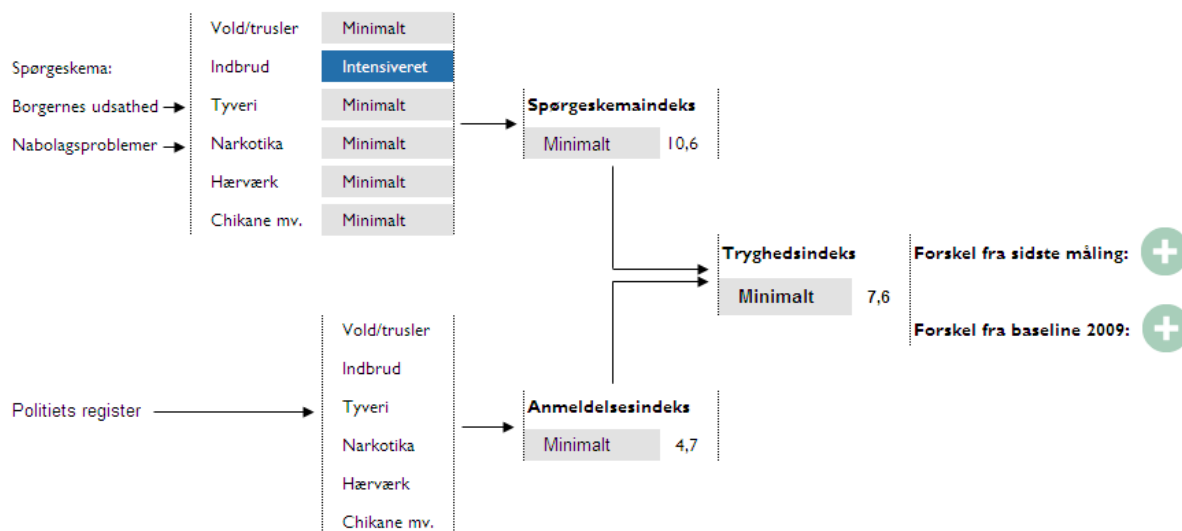 Spørgeskema:
Borgernes udsathed
Nabolagsproblemer
Vold/trusler Minimalt
Indbrud Intensiveret
Tyveri Minimalt
Narkotika Minimalt
Hærværk Minimalt
Chikane mv. Minimalt
Spørgeskemaindeks
Minimalt 10,6
Politiets register
Vold/trusler
Indbrud
Tyveri
Narkotika
Hærværk
Chikane mv.
Anmeldelsesindeks
Minimalt 4,7
Tryghedsindeks
Minimalt 7,6
Forskel fra sidste måling: +
Forskel fra baseline 2009: +